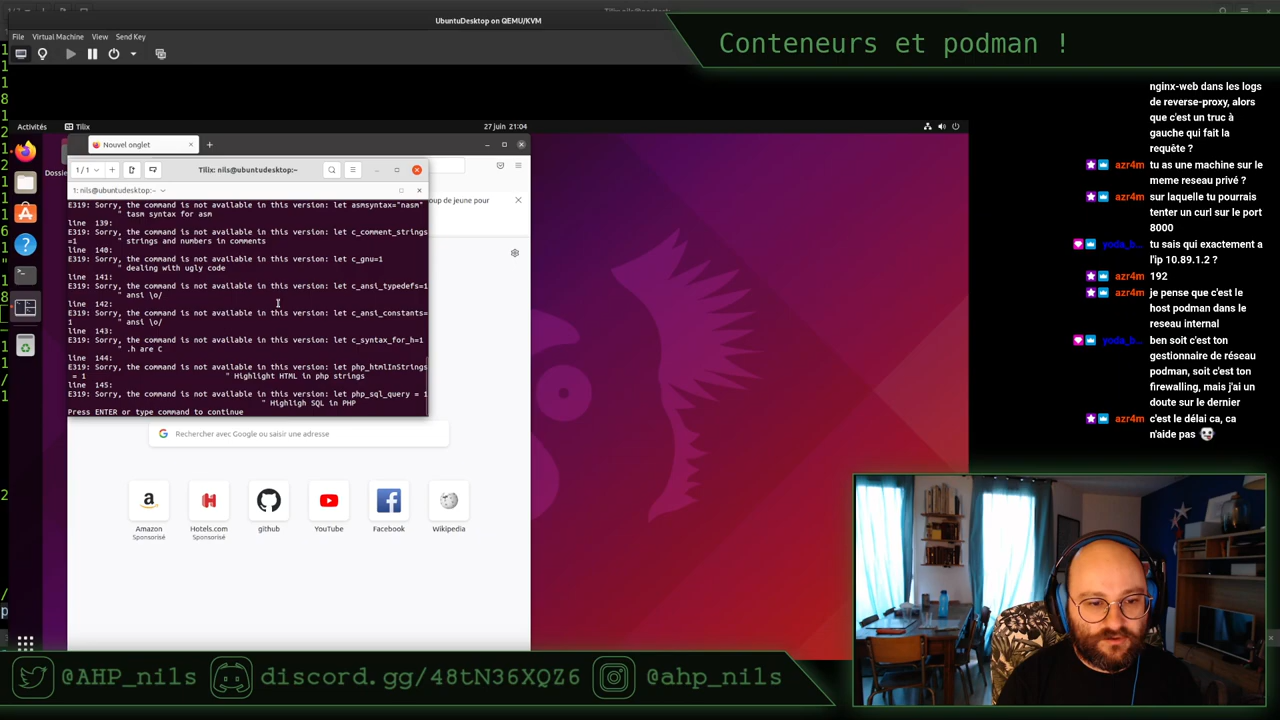 UbuntuDesktop on QEMU/KVM
File Virtual Machine View Send Key
Conteneurs et podman !
Activités Tilix 27 juin 21:04
Nouvel onglet
1 / 1 Tilix: nils@ubuntudesktop:~
1: nils@ubuntudesktop:~
oup de jeune pour
E319: Sorry, the command is not available in this version: let asmsyntax="nasm"
" tasm syntax for asm
line 139:
E319: Sorry, the command is not available in this version: let c_comment_strings
=1 " strings and numbers in comments
line 140:
E319: Sorry, the command is not available in this version: let c_gnu=1
" dealing with ugly code
line 141:
E319: Sorry, the command is not available in this version: let c_ansi_typedefs=1
" ansi \o/
line 142:
E319: Sorry, the command is not available in this version: let c_ansi_constants=
1 " ansi \o/
line 143:
E319: Sorry, the command is not available in this version: let c_syntax_for_h=1
" .h are C
line 144:
E319: Sorry, the command is not available in this version: let php_htmlInStrings
= 1 " Highlight HTML in php strings
line 145:
E319: Sorry, the command is not available in this version: let php_sql_query = 1
" Highligh SQL in PHP
Press ENTER or type command to continue
Rechercher avec Google ou saisir une adresse
Amazon Hotels.com github YouTube Facebook Wikipedia
Sponsorisé Sponsorisé
nginx-web dans les logs
de reverse-proxy, alors
que c'est un truc à
gauche qui fait la
requête ?
azr4m tu as une machine sur le
meme reseau privé ?
azr4m sur laquelle tu pourrais
tenter un curl sur le port
8000
yoda_b... tu sais qui exactement a
l'ip 10.89.1.2 ?
azr4m 192
azr4m je pense que c'est le
host podman dans le
reseau internal
yoda_b... ben soit c'est ton
gestionnaire de réseau
podman, soit c'est ton
firewalling, mais j'ai un
doute sur le dernier
azr4m c'est le délai ca, ca
n'aide pas
@AHP_nils discord.gg/48tN36XQZ6 @ahp_nils